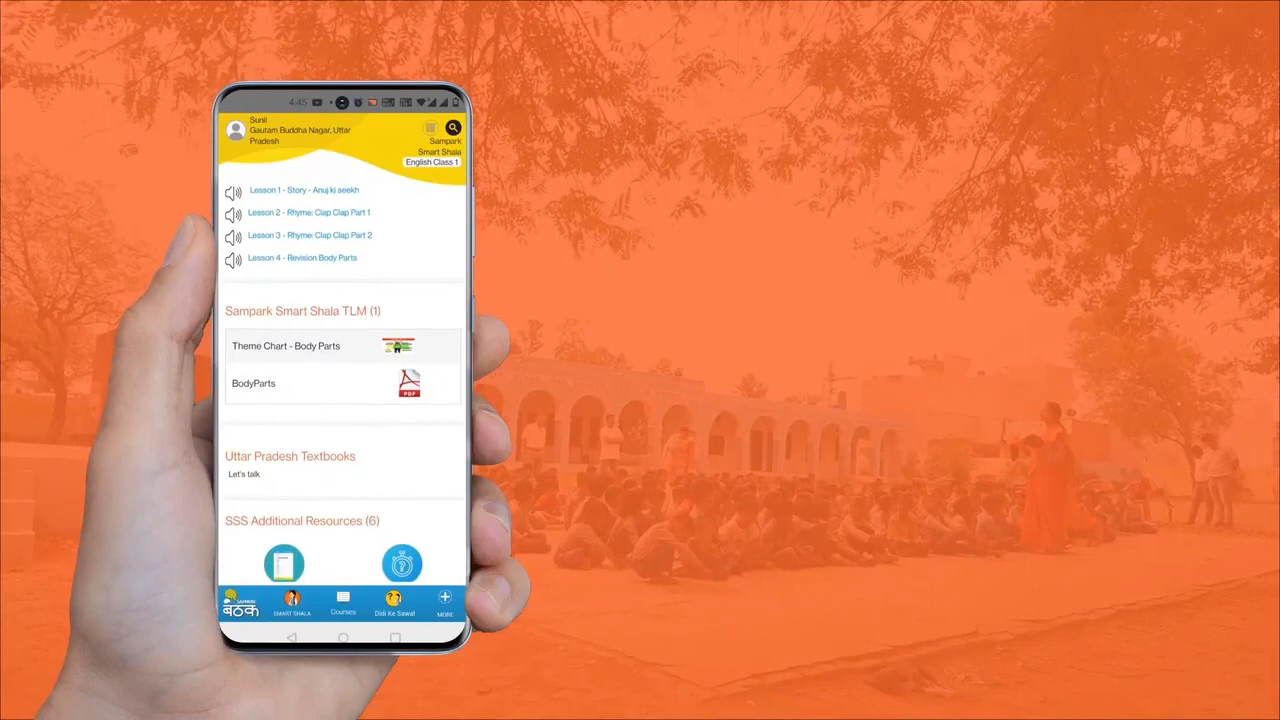 4:45
Sunil
Gautam Buddha Nagar, Uttar
Pradesh
Sampark
Smart Shala
English Class 1
Lesson 1 - Story - Anuj ki seekh
Lesson 2 - Rhyme: Clap Clap Part 1
Lesson 3 - Rhyme: Clap Clap Part 2
Lesson 4 - Revision Body Parts
Sampark Smart Shala TLM (1)
Theme Chart - Body Parts
BodyParts
PDF
Uttar Pradesh Textbooks
Let's talk
SSS Additional Resources (6)
?
बैठक
SMART SHALA
Courses
Didi Ke Sawal
MORE